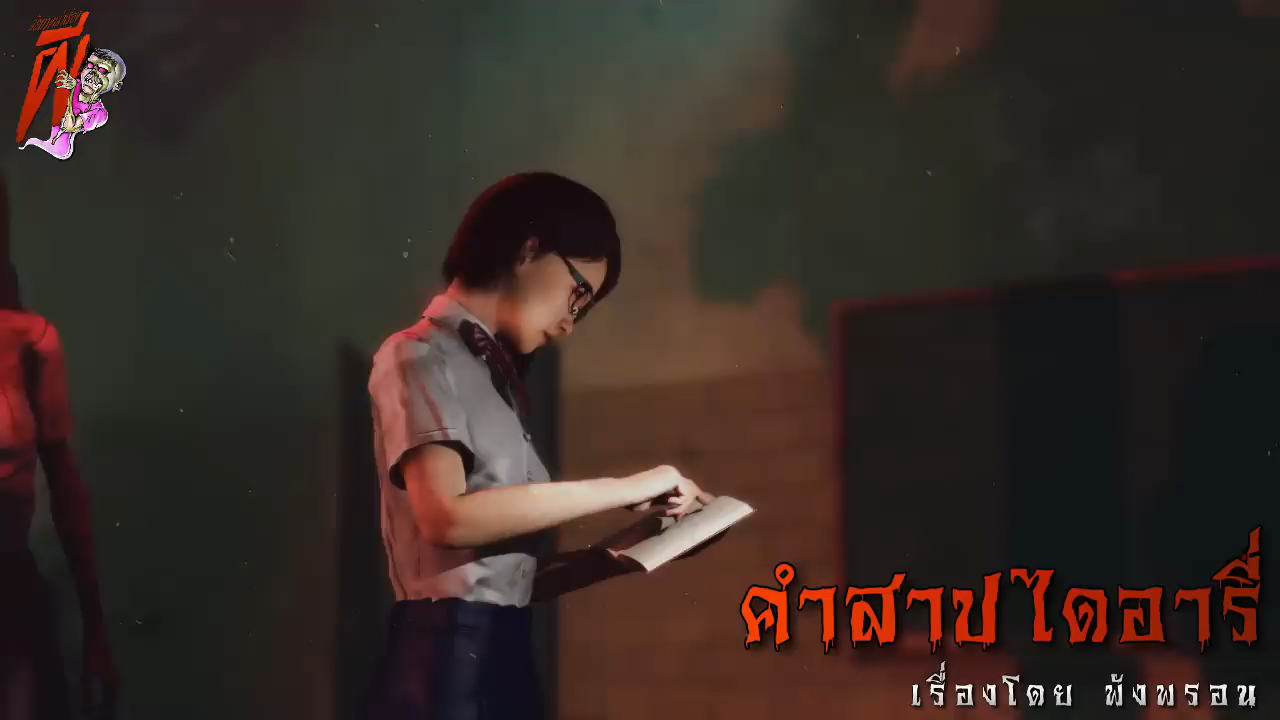 ผี
คำสาปไดอารี่
เรื่องโดย พังพรอน